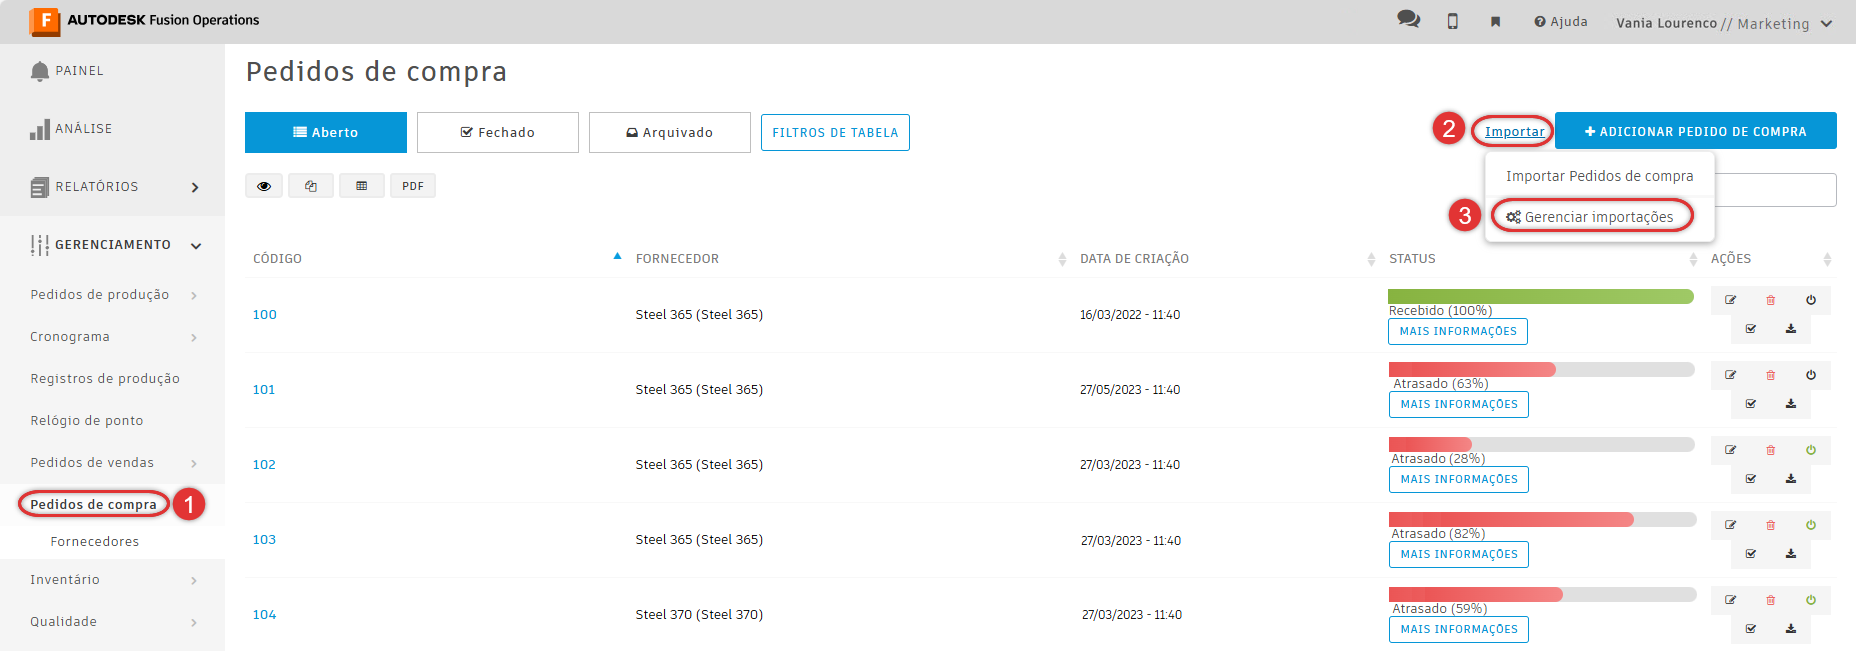 F AUTODESK Fusion Operations
Ajuda
Vania Lourenco // Marketing
PAINEL
ANÁLISE
RELATÓRIOS
GERENCIAMENTO
Pedidos de produção
Cronograma
Registros de produção
Relógio de ponto
Pedidos de vendas
Pedidos de compra
1
Fornecedores
Inventário
Qualidade
Pedidos de compra
Aberto
Fechado
Arquivado
FILTROS DE TABELA
2
Importar
ADICIONAR PEDIDO DE COMPRA
Importar Pedidos de compra
3
Gerenciar importações
PDF
CÓDIGO FORNECEDOR DATA DE CRIAÇÃO STATUS AÇÕES
100 Steel 365 (Steel 365) 16/03/2022 - 11:40 Recebido (100%)
MAIS INFORMAÇÕES
101 Steel 365 (Steel 365) 27/05/2023 - 11:40 Atrasado (63%)
MAIS INFORMAÇÕES
102 Steel 365 (Steel 365) 27/03/2023 - 11:40 Atrasado (28%)
MAIS INFORMAÇÕES
103 Steel 365 (Steel 365) 27/03/2023 - 11:40 Atrasado (82%)
MAIS INFORMAÇÕES
104 Steel 370 (Steel 370) 27/03/2023 - 11:40 Atrasado (59%)
MAIS INFORMAÇÕES